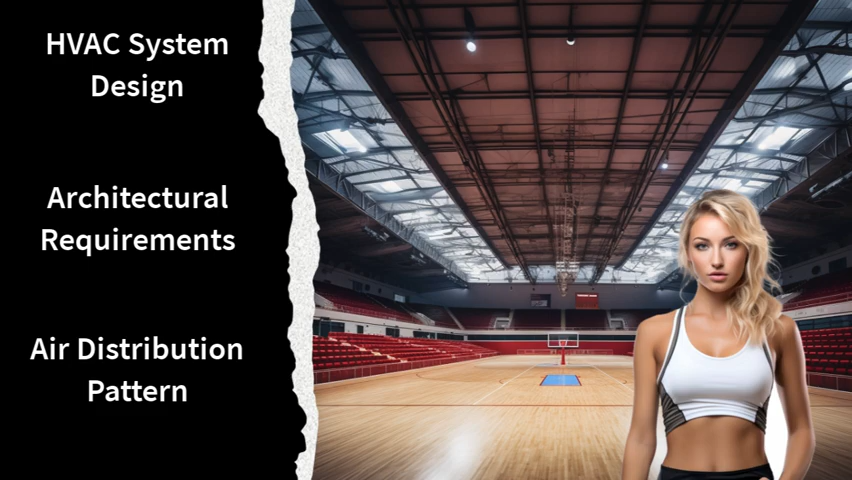 HVAC System
Design
Architectural
Requirements
Air Distribution
Pattern